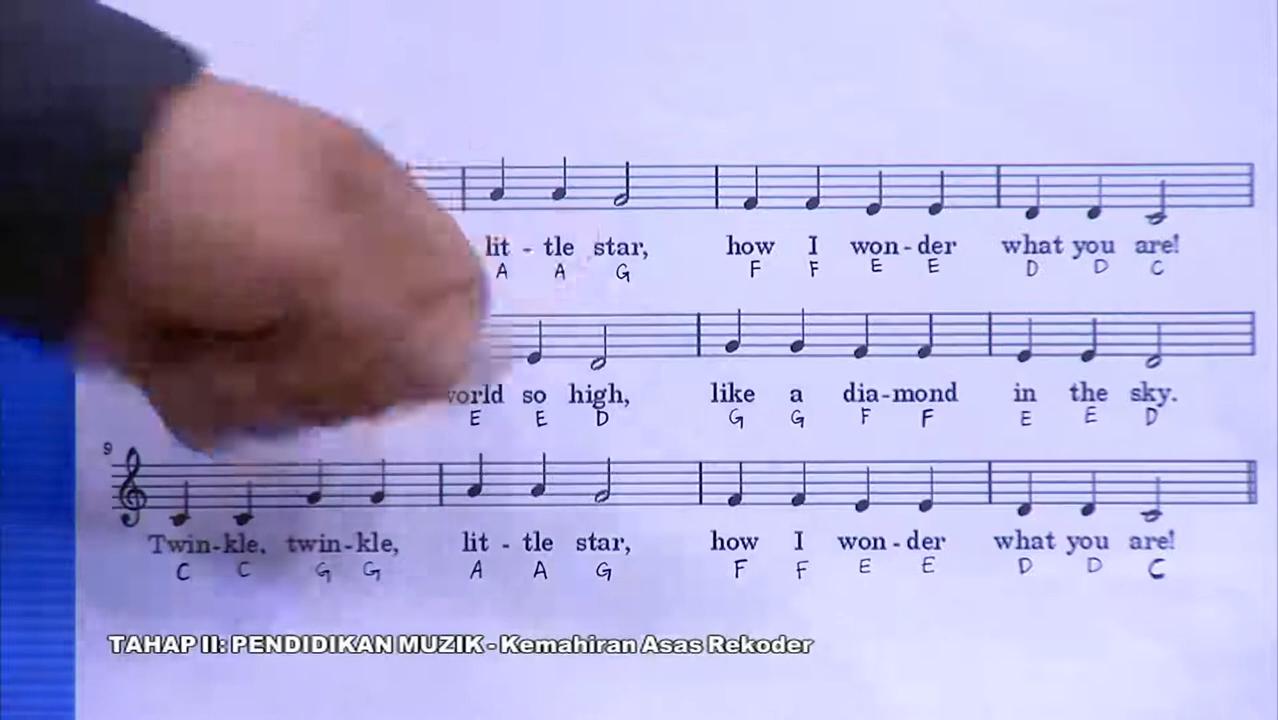 lit - tle star, how I won - der what you are!
A A G F F E E D D C
world so high, like a dia - mond in the sky.
E E D G G F F E E D
9
Twin - kle, twin - kle, lit - tle star, how I won - der what you are!
C C G G A A G F F E E D D C
TAHAP II: PENDIDIKAN MUZIK - Kemahiran Asas Rekoder